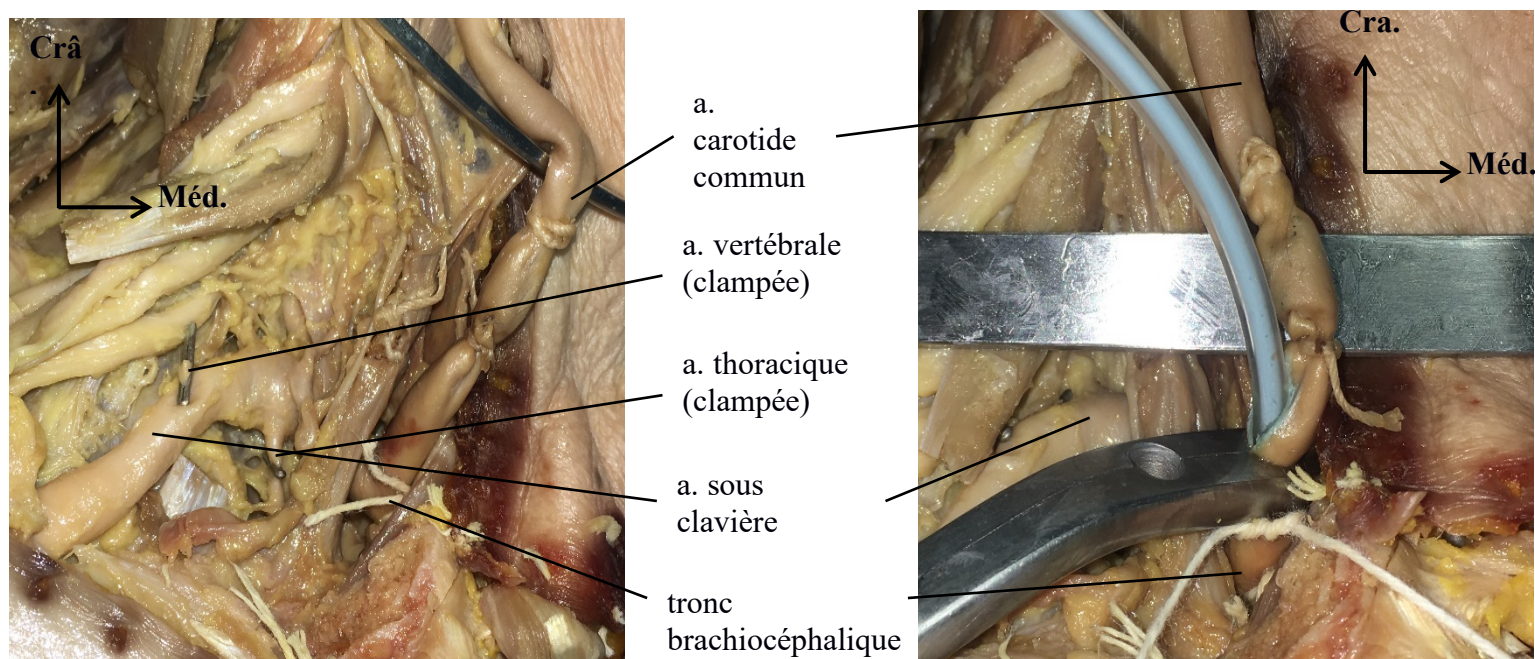 Crâ
.
Méd.
a.
carotide
commun
a. vertébrale
(clampée)
a. thoracique
(clampée)
a. sous
clavière
tronc
brachiocéphalique
Cra.
Méd.